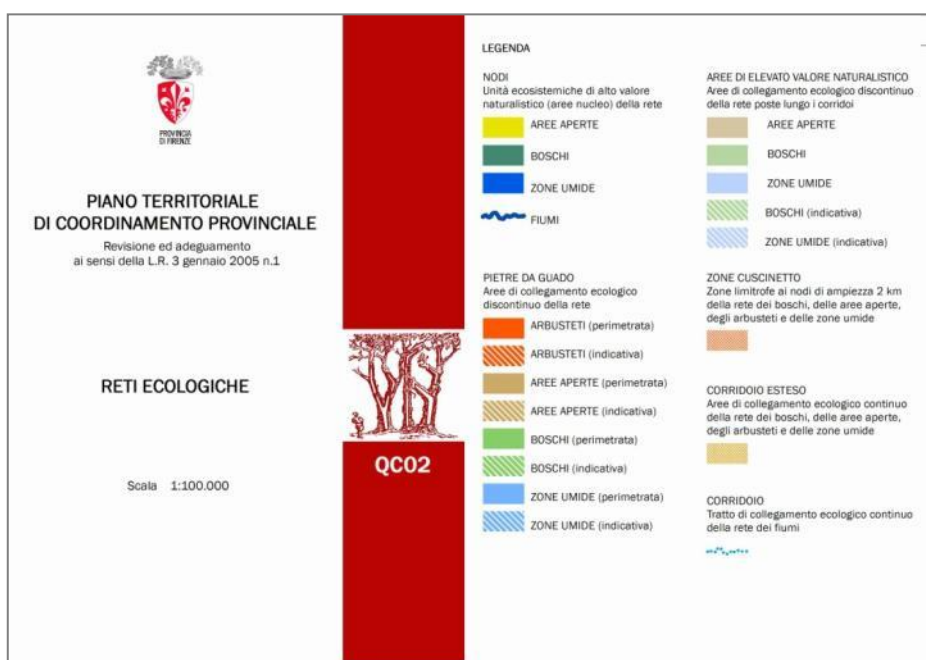 PROVINCIA
DI FIRENZE
PIANO TERRITORIALE
DI COORDINAMENTO PROVINCIALE
Revisione ed adeguamento
ai sensi della L.R. 3 gennaio 2005 n.1
RETI ECOLOGICHE
Scala 1:100.000
QC02
LEGENDA
NODI
Unità ecosistemiche di alto valore
naturalistico (aree nucleo) della rete
AREE APERTE
BOSCHI
ZONE UMIDE
FIUMI
PIETRE DA GUADO
Aree di collegamento ecologico
discontinuo della rete
ARBUSTETI (perimetrata)
ARBUSTETI (indicativa)
AREE APERTE (perimetrata)
AREE APERTE (indicativa)
BOSCHI (perimetrata)
BOSCHI (indicativa)
ZONE UMIDE (perimetrata)
ZONE UMIDE (indicativa)
AREE DI ELEVATO VALORE NATURALISTICO
Aree di collegamento ecologico discontinuo
della rete poste lungo i corridoi
AREE APERTE
BOSCHI
ZONE UMIDE
BOSCHI (indicativa)
ZONE UMIDE (indicativa)
ZONE CUSCINETTO
Zone limitrofe ai nodi di ampiezza 2 km
della rete dei boschi, delle aree aperte,
degli arbusteti e delle zone umide
CORRIDOIO ESTESO
Aree di collegamento ecologico continuo
della rete dei boschi, delle aree aperte,
degli arbusteti e delle zone umide
CORRIDOIO
Tratto di collegamento ecologico continuo
della rete dei fiumi